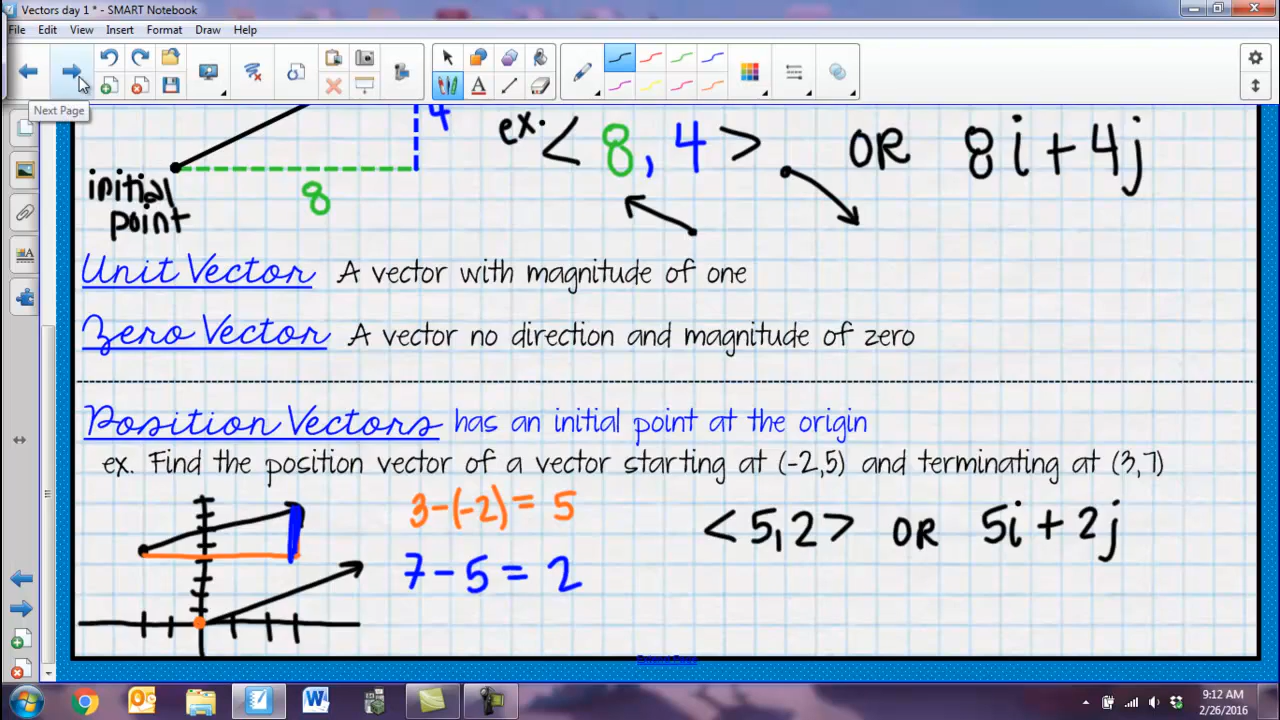 Vectors day 1 * - SMART Notebook
File Edit View Insert Format Draw Help
Next Page
4
ex. < 8, 4 > OR 8i + 4j
initial
point
8
Unit Vector A vector with magnitude of one
Zero Vector A vector no direction and magnitude of zero
Position Vectors has an initial point at the origin
ex. Find the position vector of a vector starting at (-2,5) and terminating at (3,7)
3-(-2)= 5
<5,2> OR 5i + 2j
7-5=2
9:12 AM
2/26/2016